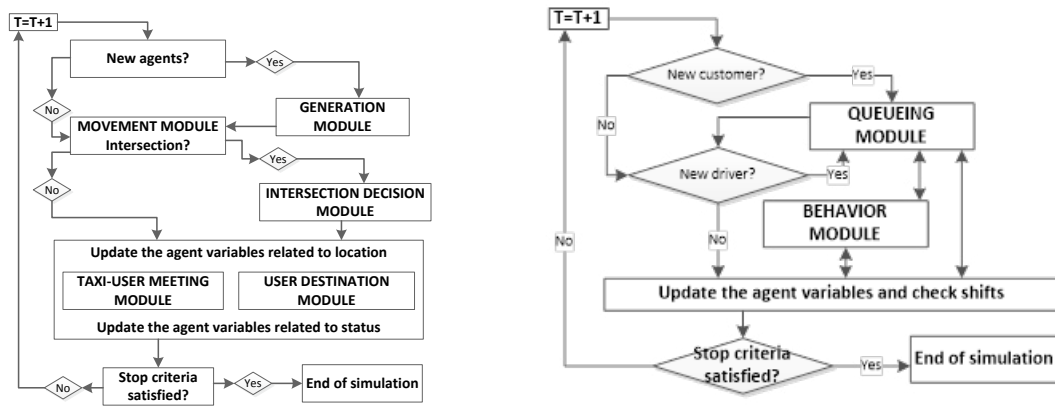 T=T+1
New agents?
Yes
No
GENERATION
MODULE
MOVEMENT MODULE
Intersection?
Yes
No
INTERSECTION DECISION
MODULE
Update the agent variables related to location
TAXI-USER MEETING
MODULE
USER DESTINATION
MODULE
Update the agent variables related to status
No
Stop criteria
satisfied?
Yes
End of simulation
T=T+1
New customer?
Yes
QUEUEING
MODULE
No
New driver?
Yes
BEHAVIOR
MODULE
No
No
Update the agent variables and check shifts
Stop criteria
satisfied?
Yes
End of simulation